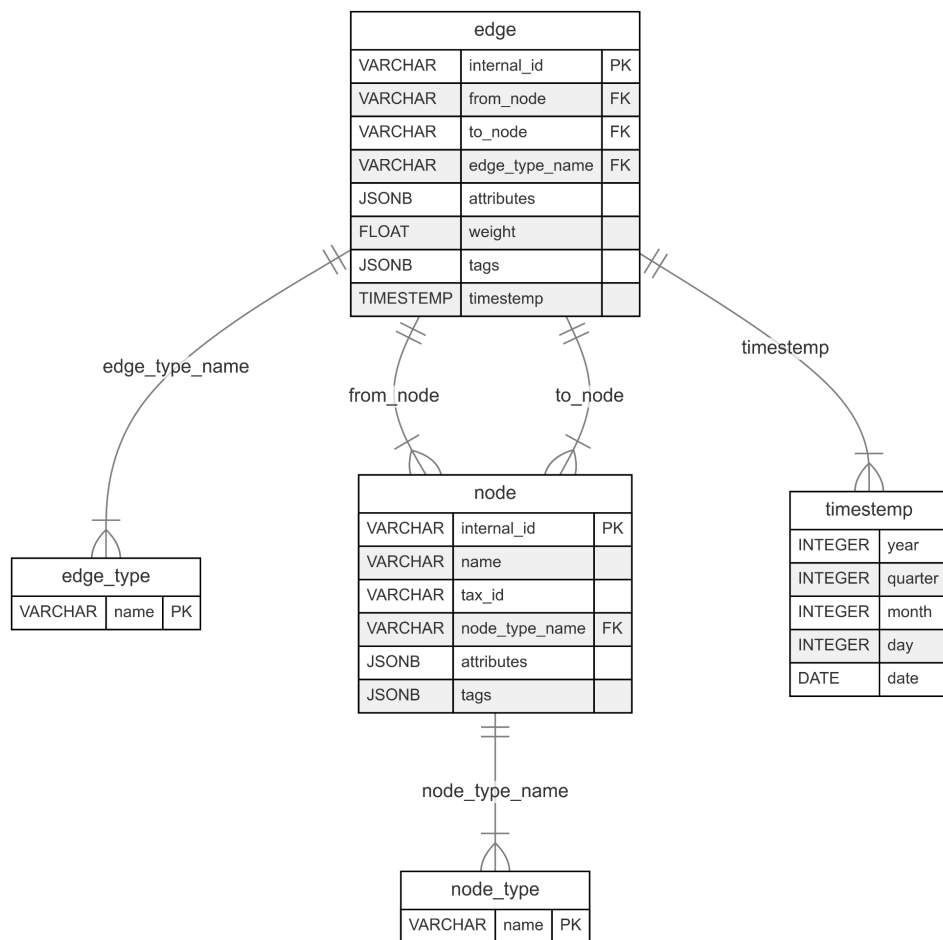 edge
VARCHAR internal_id PK
VARCHAR from_node FK
VARCHAR to_node FK
VARCHAR edge_type_name FK
JSONB attributes
FLOAT weight
JSONB tags
TIMESTEMP timestemp
edge_type_name
from_node
to_node
timestemp
edge_type
VARCHAR name PK
node
VARCHAR internal_id PK
VARCHAR name
VARCHAR tax_id
VARCHAR node_type_name FK
JSONB attributes
JSONB tags
timestemp
INTEGER year
INTEGER quarter
INTEGER month
INTEGER day
DATE date
node_type_name
node_type
VARCHAR name PK